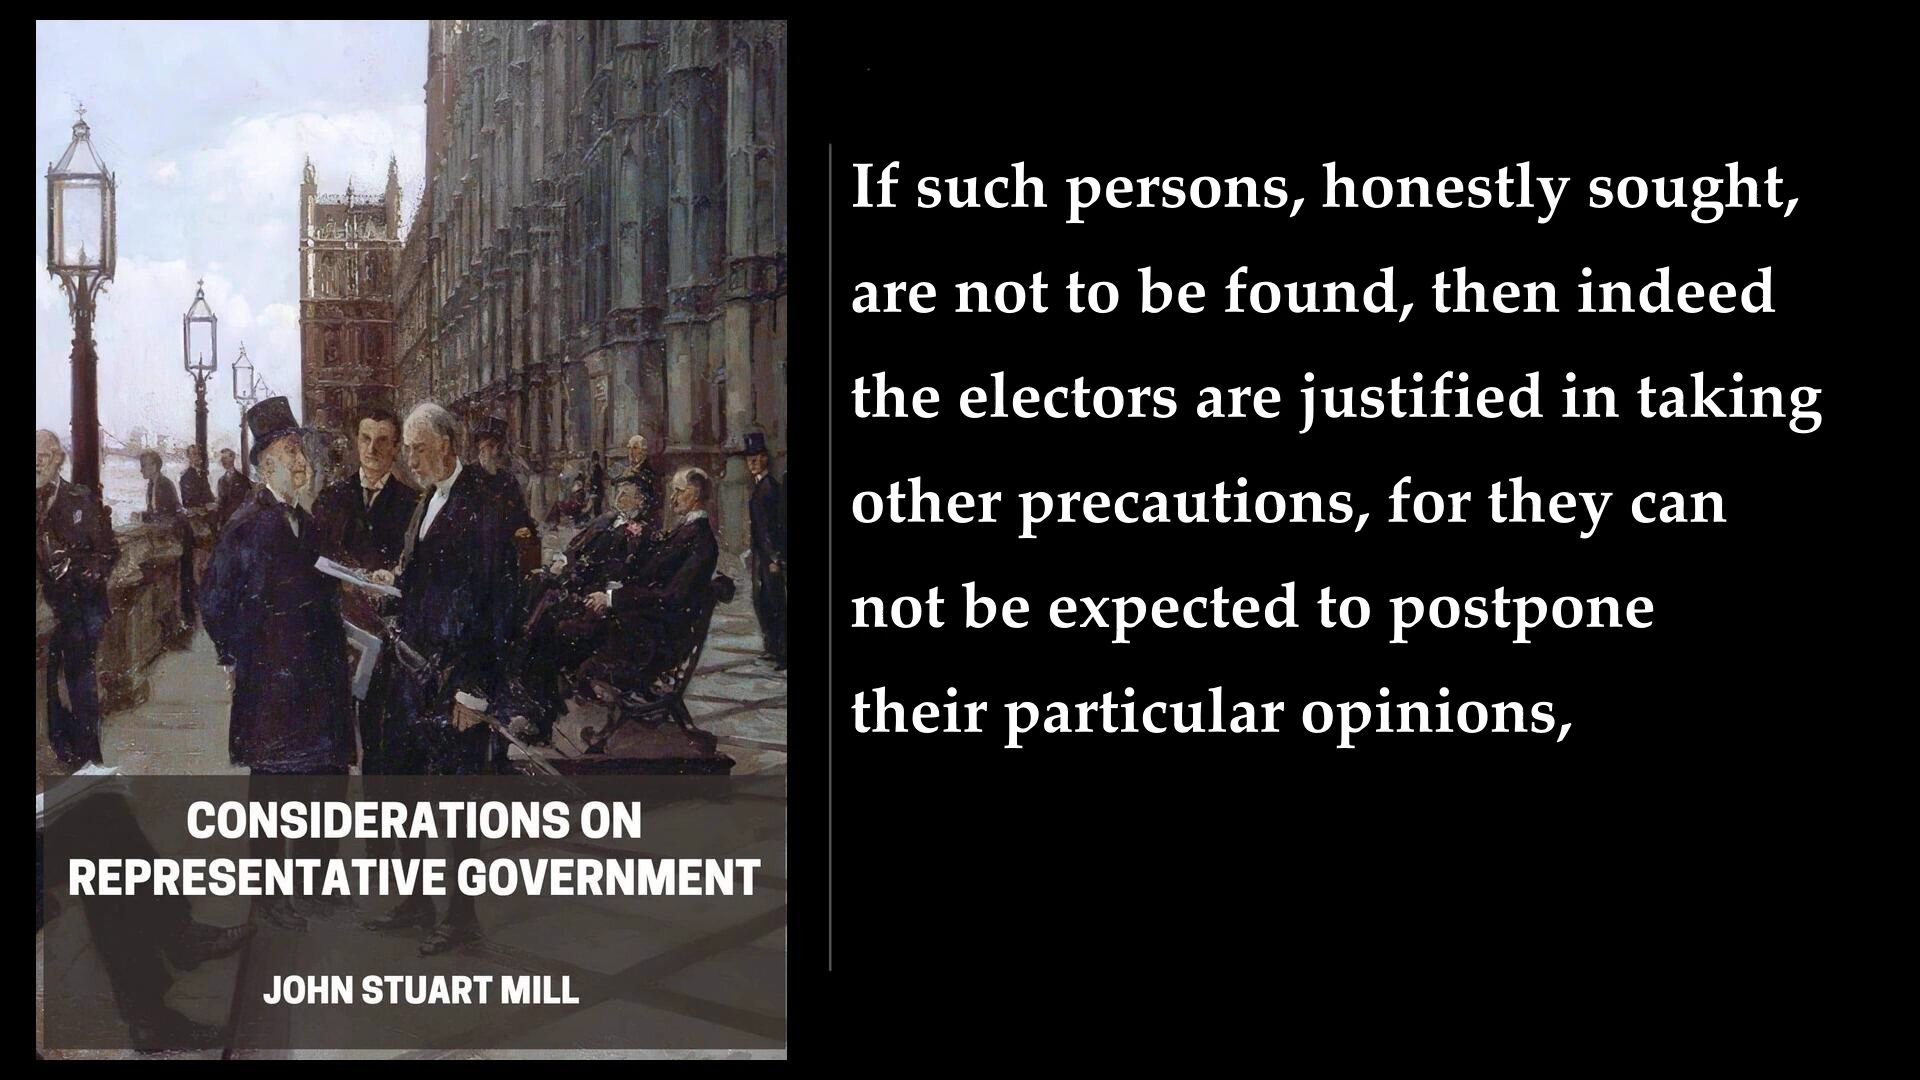 CONSIDERATIONS ON
REPRESENTATIVE GOVERNMENT
JOHN STUART MILL
If such persons, honestly sought,
are not to be found, then indeed
the electors are justified in taking
other precautions, for they can
not be expected to postpone
their particular opinions,